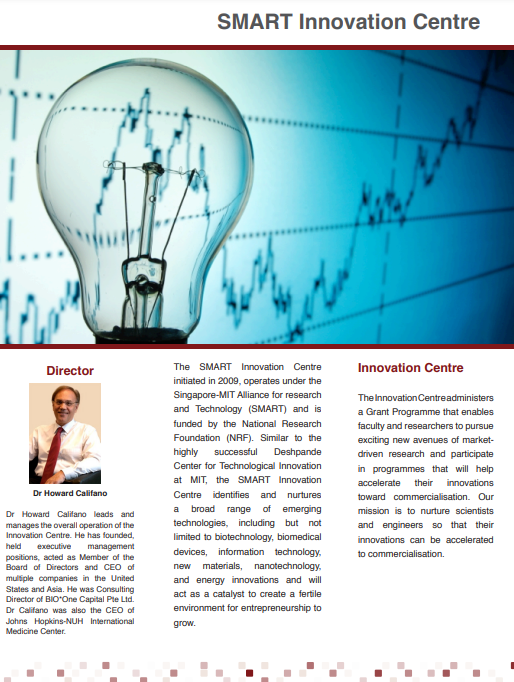 SMART Innovation Centre
Director
Dr Howard Califano
Dr Howard Califano leads and
manages the overall operation of the
Innovation Centre. He has founded,
held executive management
positions, acted as Member of the
Board of Directors and CEO of
multiple companies in the United
States and Asia. He was Consulting
Director of BIO*One Capital Pte Ltd.
Dr Califano was also the CEO of
Johns Hopkins-NUH International
Medicine Center.
The SMART Innovation Centre
initiated in 2009, operates under the
Singapore-MIT Alliance for research
and Technology (SMART) and is
funded by the National Research
Foundation (NRF). Similar to the
highly successful Deshpande
Center for Technological Innovation
at MIT, the SMART Innovation
Centre identifies and nurtures
a broad range of emerging
technologies, including but not
limited to biotechnology, biomedical
devices, information technology,
new materials, nanotechnology,
and energy innovations and will
act as a catalyst to create a fertile
environment for entrepreneurship to
grow.
Innovation Centre
The Innovation Centre administers
a Grant Programme that enables
faculty and researchers to pursue
exciting new avenues of market-
driven research and participate
in programmes that will help
accelerate their innovations
toward commercialisation. Our
mission is to nurture scientists
and engineers so that their
innovations can be accelerated
to commercialisation.